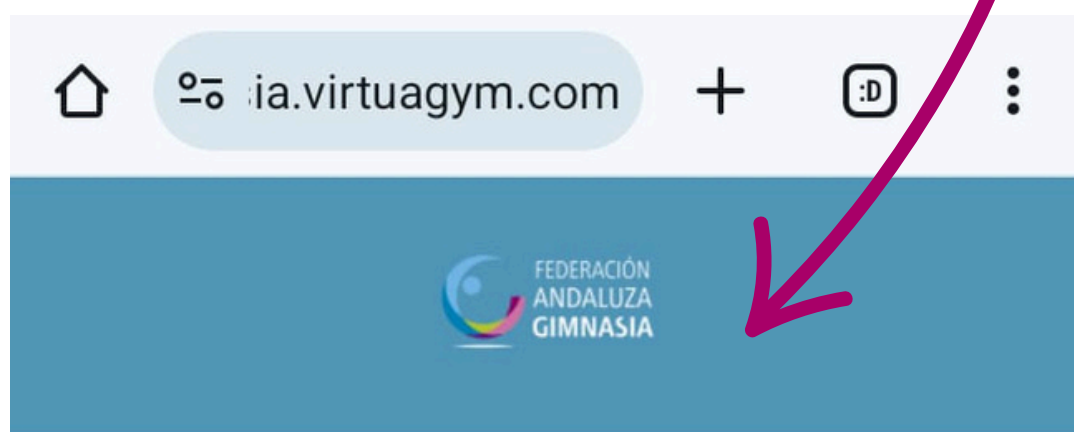 ia.virtuagym.com
:D
FEDERACIÓN
ANDALUZA
GIMNASIA